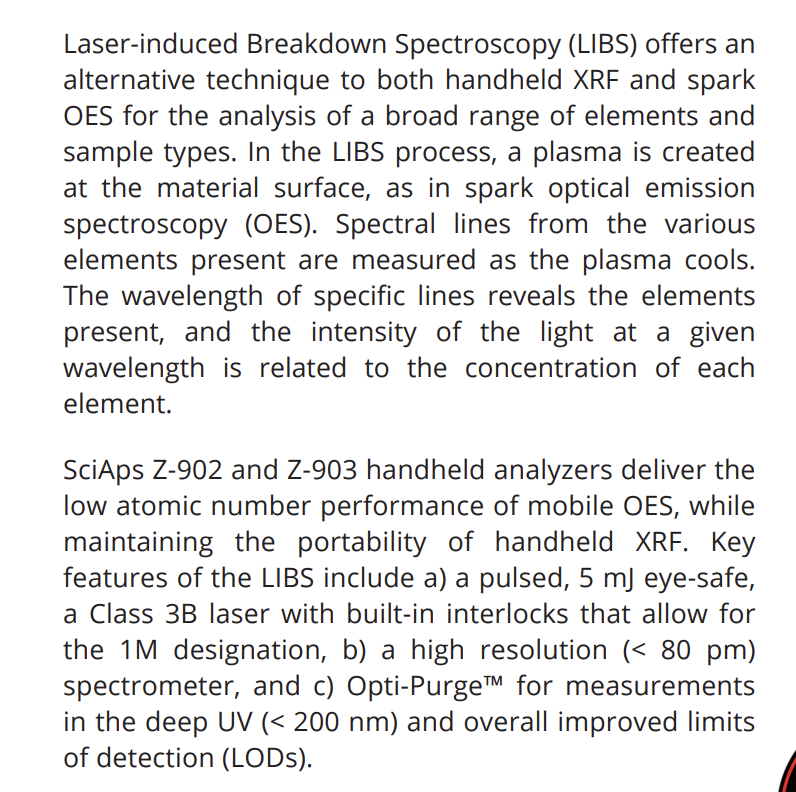 Laser-induced Breakdown Spectroscopy (LIBS) offers an
alternative technique to both handheld XRF and spark
OES for the analysis of a broad range of elements and
sample types. In the LIBS process, a plasma is created
at the material surface, as in spark optical emission
spectroscopy (OES). Spectral lines from the various
elements present are measured as the plasma cools.
The wavelength of specific lines reveals the elements
present, and the intensity of the light at a given
wavelength is related to the concentration of each
element.
SciAps Z-902 and Z-903 handheld analyzers deliver the
low atomic number performance of mobile OES, while
maintaining the portability of handheld XRF. Key
features of the LIBS include a) a pulsed, 5 mJ eye-safe,
a Class 3B laser with built-in interlocks that allow for
the 1M designation, b) a high resolution (< 80 pm)
spectrometer, and c) Opti-Purge™ for measurements
in the deep UV (< 200 nm) and overall improved limits
of detection (LODs).